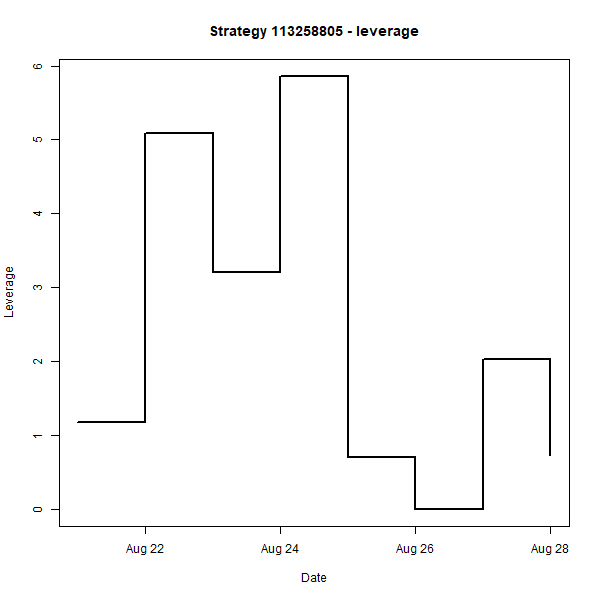 Strategy 113258805 - leverage
Leverage
6
5
4
3
2
1
0
Aug 22
Aug 24
Aug 26
Aug 28
Date